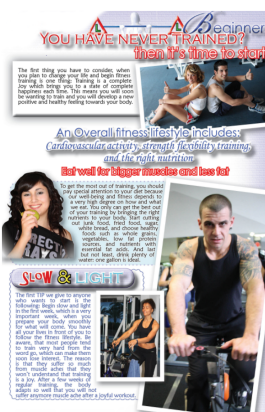 A Beginner
YOU HAVE NEVER TRAINED?
then it's time to start
The first thing you have to consider, when
you plan to change your life and begin fitness
training is one thing: Training is a complete
Joy which brings you to a state of complete
happiness each time. This means you will soon
be wanting to train and you will develop a new
positive and healthy feeling towards your body.
An Overall fitness lifestyle includes:
Cardiovascular activity, strength flexibility training,
and the right nutrition
Eat well for bigger muscles and less fat
To get the most out of training, you should
pay special attention to your diet because
our well-being and fitness depends to
a very high degree on how and what
we eat. You only can get the best out
of your training by bringing the right
nutrients to your body. Start cutting
out junk food, fried food, sugar,
white bread, and choose healthy
foods such as whole grains,
vegetables, low fat protein
sources, and nutrients with
essential fat acids. And last
but not least, drink plenty of
water: one gallon is ideal.
SLOW & LIGHT
The first TIP we give to anyone
who wants to start is the
following: Begin slow and light
in the first week, which is a very
important week, when you
prepare your body smoothly
for what will come. You have
all your lives in front of you to
follow the fitness lifestyle. Be
aware, that most people tend
to train very hard from the
word go, which can make them
soon lose interest. The reason
is that they suffer so much
from muscle aches that they
won't understand that training
is a joy. After a few weeks of
regular training, the body
adapts so well that you will not
suffer anymore muscle ache after a joyful workout.